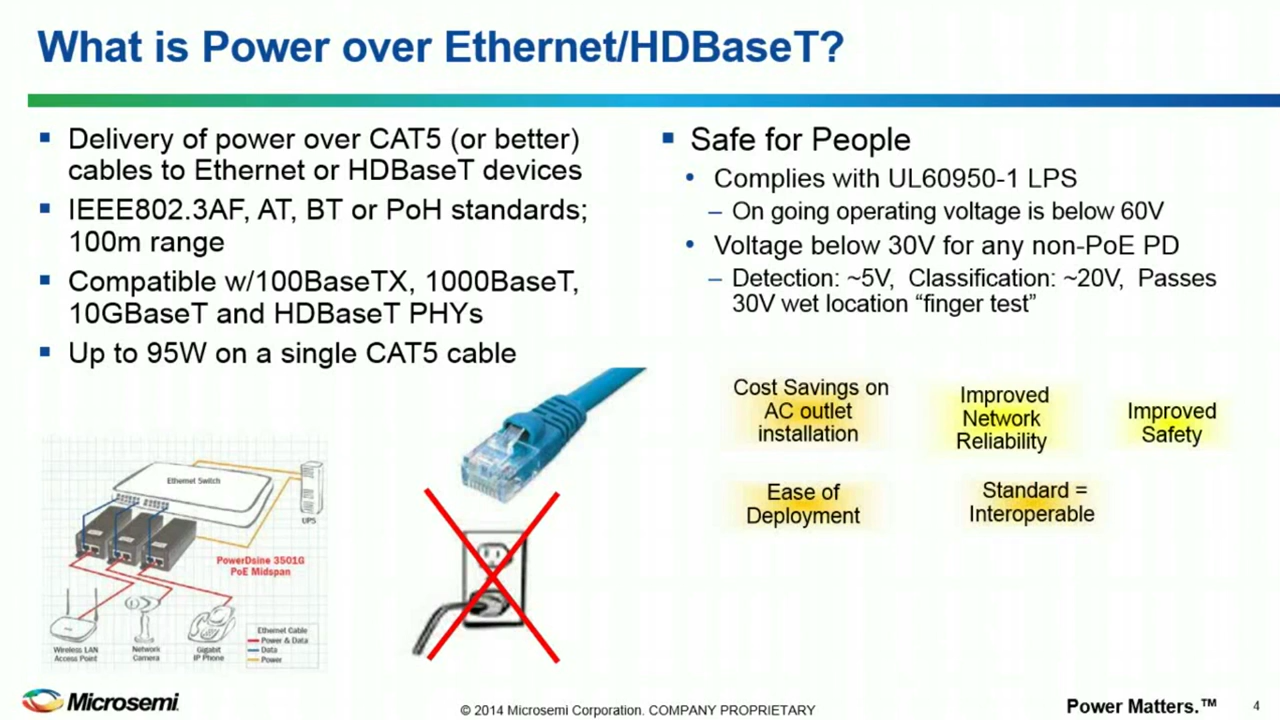 What is Power over Ethernet/HDBaseT?
▪ Delivery of power over CAT5 (or better)
cables to Ethernet or HDBaseT devices
▪ IEEE802.3AF, AT, BT or PoH standards;
100m range
▪ Compatible w/100BaseTX, 1000BaseT,
10GBaseT and HDBaseT PHYs
▪ Up to 95W on a single CAT5 cable
▪ Safe for People
• Complies with UL60950-1 LPS
– On going operating voltage is below 60V
• Voltage below 30V for any non-PoE PD
– Detection: ~5V, Classification: ~20V, Passes
30V wet location “finger test”
Cost Savings on
AC outlet
installation
Improved
Network
Reliability
Improved
Safety
Ease of
Deployment
Standard =
Interoperable
Ethernet Switch
UPS
PowerDsine 3501G
PoE Midspan
Wireless LAN
Access Point
Network
Camera
Gigabit
IP Phone
Ethernet Cable
Power & Data
Data
Power
Microsemi.
© 2014 Microsemi Corporation. COMPANY PROPRIETARY
Power Matters.™
4